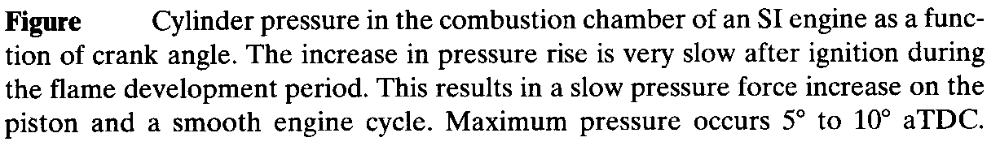 Figure Cylinder pressure in the combustion chamber of an SI engine as a func-
tion of crank angle. The increase in pressure rise is very slow after ignition during
the flame development period. This results in a slow pressure force increase on the
piston and a smooth engine cycle. Maximum pressure occurs 5° to 10° aTDC.